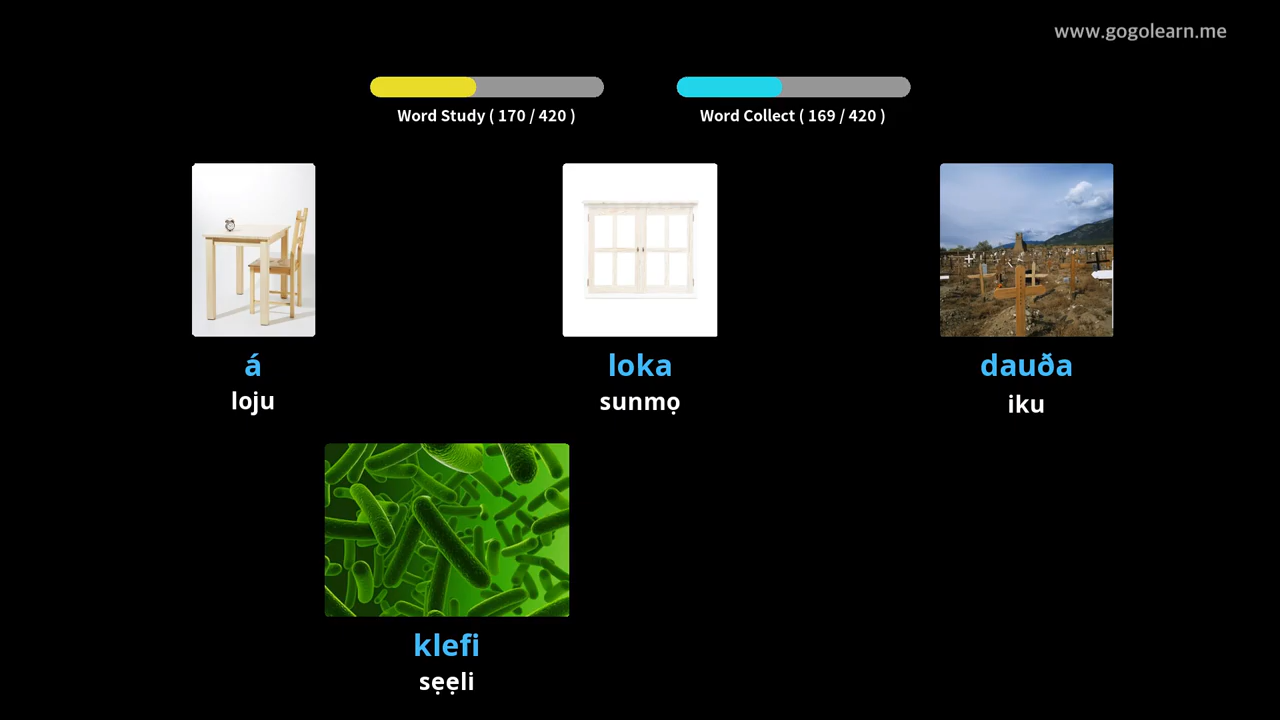 www.gogolearn.me
Word Study ( 170 / 420 )
Word Collect ( 169 / 420 )
á
loju
loka
sunmọ
dauða
iku
klefi
sẹẹli